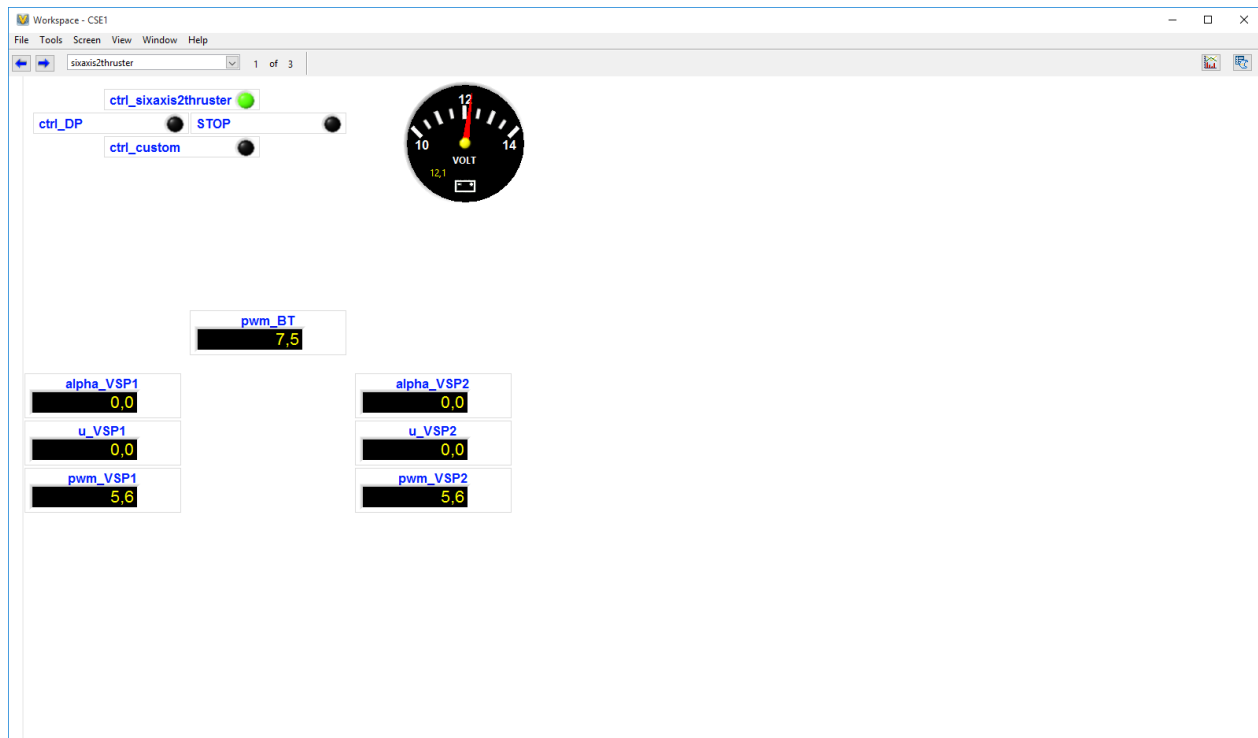 Workspace - CSE1
File Tools Screen View Window Help
sixaxis2thruster 1 of 3
ctrl_sixaxis2thruster
ctrl_DP STOP
ctrl_custom
12
10 14
VOLT
12,1
pwm_BT
7,5
alpha_VSP1 alpha_VSP2
0,0 0,0
u_VSP1 u_VSP2
0,0 0,0
pwm_VSP1 pwm_VSP2
5,6 5,6